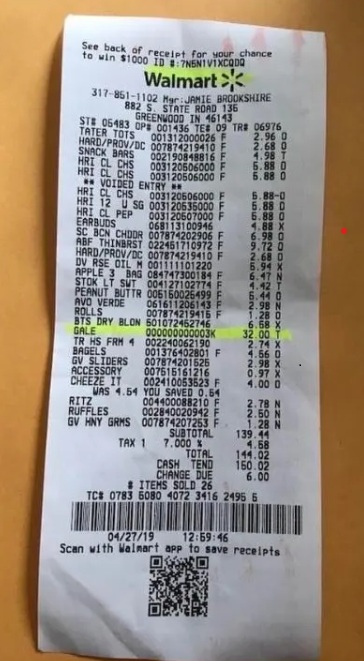 See back of receipt for your chance
to win $1000 ID #:7N5N1V1XCQDQ
Walmart
317-851-1102 Mgr:JAMIE BROOKSHIRE
882 S. STATE ROAD 135
GREENWOOD IN 46143
ST# 05483 OP# 001436 TE# 09 TR# 06976
TATER TOTS 001312000026 F 2.96 O
HARD/PROV/DC 007874219410 F 2.68 O
SNACK BARS 002190848816 F 4.98 T
HRI CL CHS 003120506000 F 5.88 O
HRI CL CHS 003120506000 F 5.88 O
** VOIDED ENTRY **
HRI CL CHS 003120506000 F 5.88-O
HRI 12 U SG 003120535000 F 5.88 O
HRI CL PEP 003120507000 F 5.88 O
EARBUDS 068113100946 4.88 X
SC BCN CHDDR 007874202906 F 6.98 O
ABF THINBRST 022451710972 F 9.72 O
HARD/PROV/DC 007874219410 F 2.68 O
DV RSE OIL M 001111101220 5.94 X
APPLE 3 BAG 084747300184 F 6.47 N
STOK LT SWT 004127102774 F 4.42 T
PEANUT BUTTR 005150025499 F 5.44 O
AVO VERDE 061611206143 F 2.98 N
ROLLS 007874201416 F 1.28 O
BTS DRY BLON 501072452746 6.58 X
GALE 000000000003K 32.00 T
TR HS FRM 4 002240062190 2.74 X
BAGELS 001376402801 F 4.66 O
GV SLIDERS 007874201525 2.98 X
ACCESSORY 007515161216 0.97 X
CHEEZE IT 002410053523 F 4.00 O
WAS 4.54 YOU SAVED 0.54
RITZ 004400088210 F 2.78 N
RUFFLES 002840020942 F 2.50 N
GV HNY GRMS 007874207253 F 1.28 N
SUBTOTAL 139.44
TAX 1 7.000 % 4.58
TOTAL 144.02
CASH TEND 150.02
CHANGE DUE 6.00
# ITEMS SOLD 26
TC# 0783 5080 4072 3416 2495 6
04/27/19 12:59:46
Scan with Walmart app to save receipts